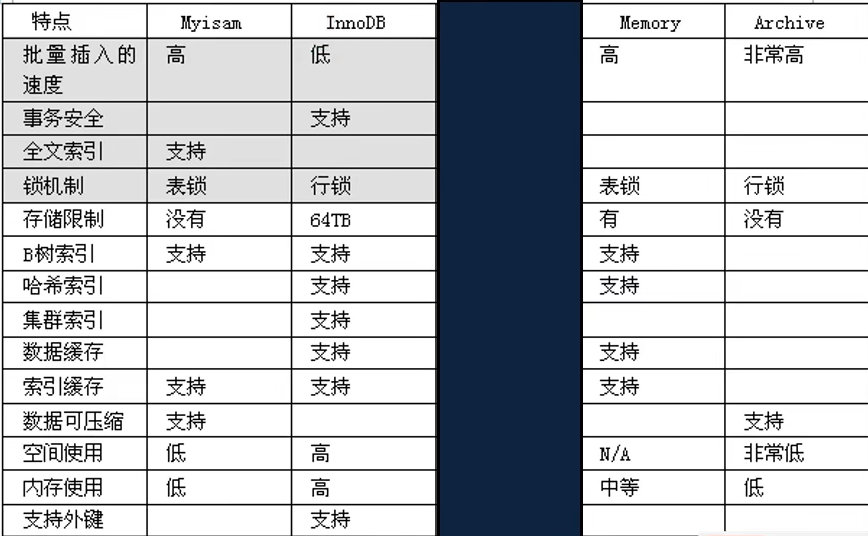 特点 Myisam InnoDB Memory Archive
批量插入的速度 高 低 高 非常高
事务安全 支持
全文索引 支持
锁机制 表锁 行锁 表锁 行锁
存储限制 没有 64TB 有 没有
B树索引 支持 支持 支持
哈希索引 支持 支持
集群索引 支持
数据缓存 支持 支持
索引缓存 支持 支持 支持
数据可压缩 支持 支持
空间使用 低 高 N/A 非常低
内存使用 低 高 中等 低
支持外键 支持